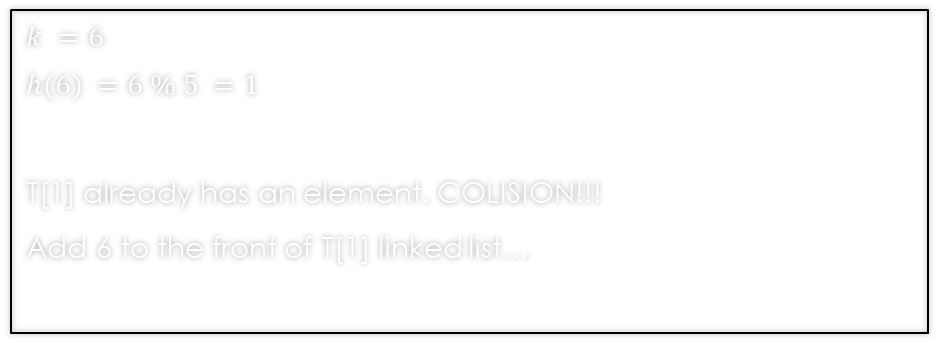 k = 6
h(6) = 6 % 5 = 1
T[1] already has an element. COLISION!!!
Add 6 to the front of T[1] linked list...